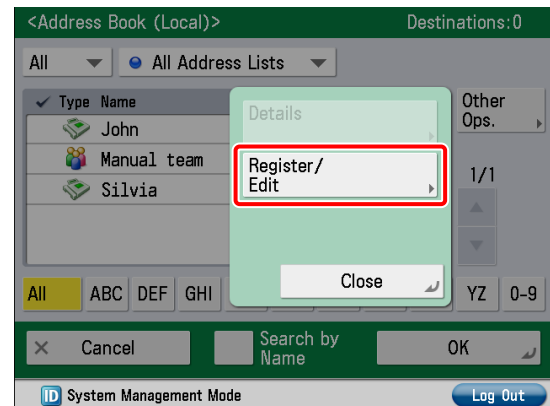 <Address Book (Local)>
Destinations:0
All
All Address Lists
Type Name
John
Manual team
Silvia
Details
Register/
Edit
Close
Other
Ops.
1/1
All ABC DEF GHI YZ 0-9
Cancel
Search by
Name
OK
ID System Management Mode
Log Out